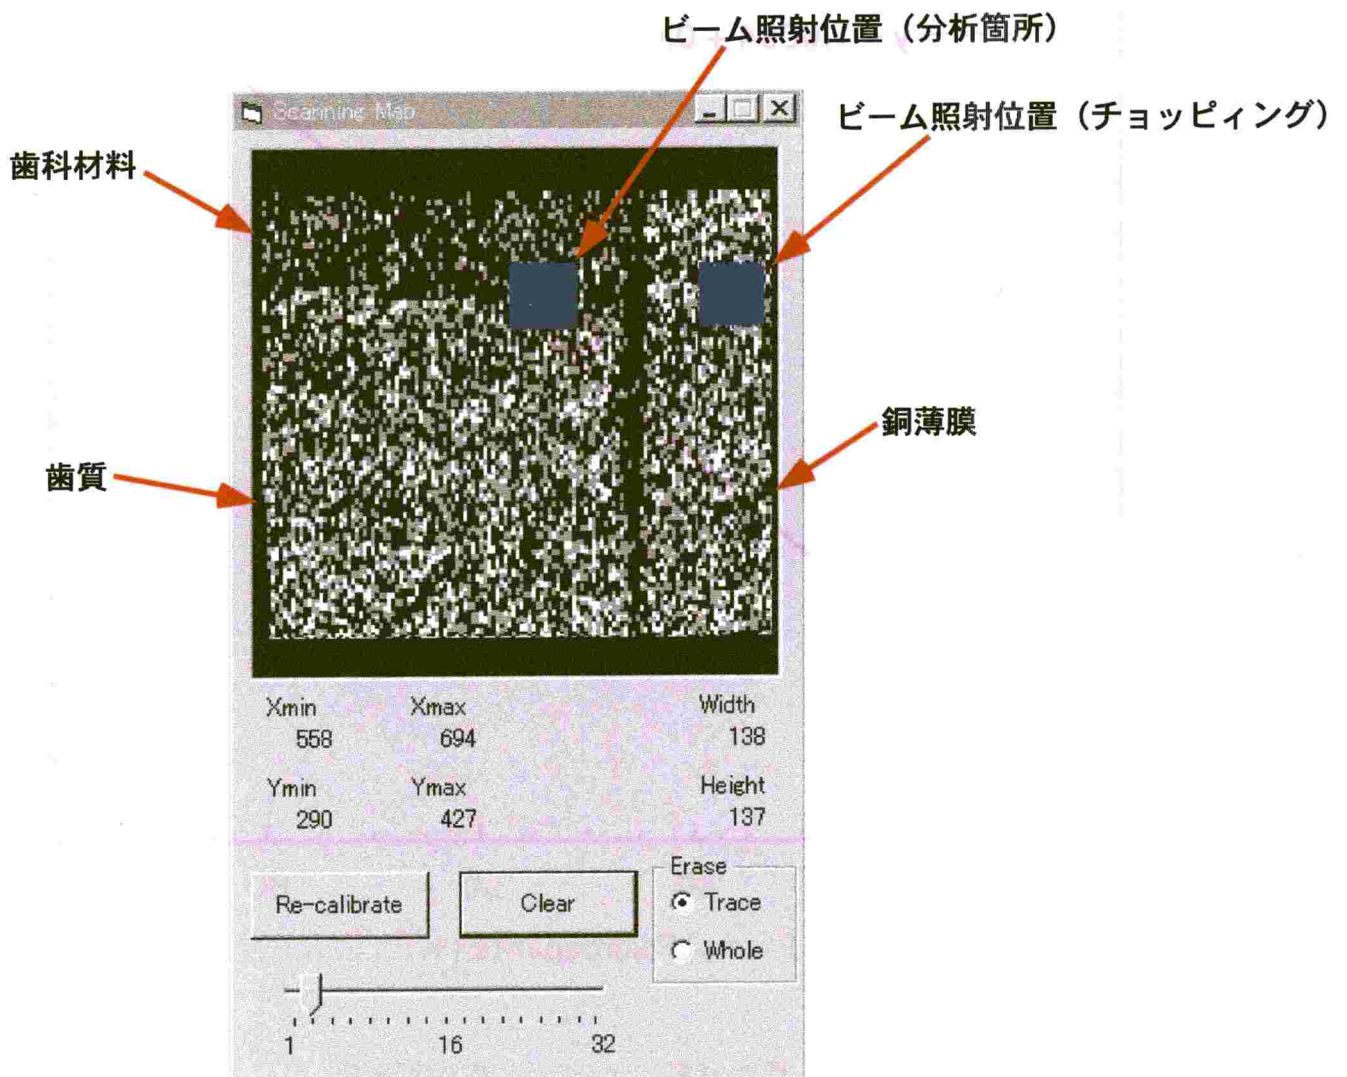 ビーム照射位置（分析箇所）
ビーム照射位置（チョッピィング）
Scanning Map
歯科材料
銅薄膜
歯質
Xmin Xmax Width
558 694 138
Ymin Ymax Height
290 427 137
Erase
Re-calibrate Clear Trace
Whole
1 16 32